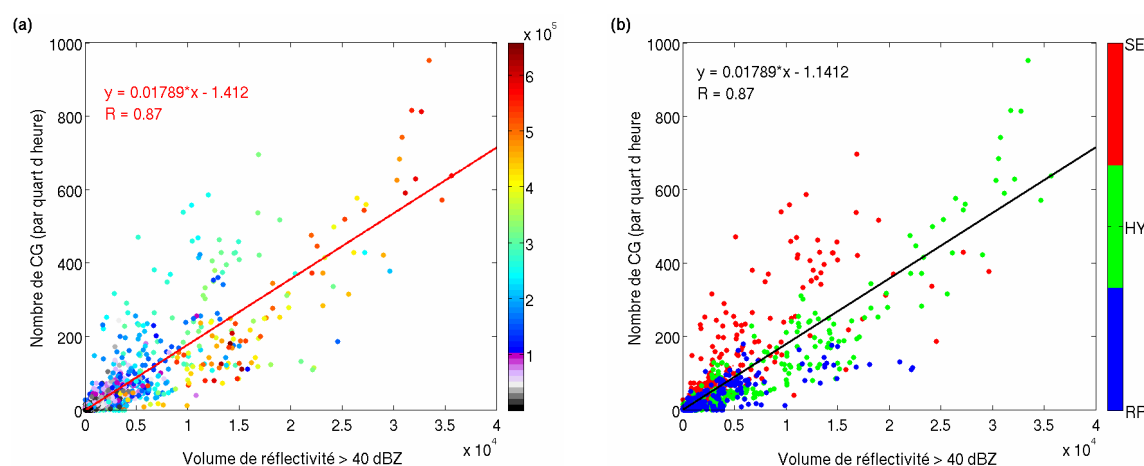 (a)
x 10^5
1000
800
600
400
200
0
Nombre de CG (par quart d heure)
y = 0.01789*x - 1.412
R = 0.87
6
5
4
3
2
1
0 0.5 1 1.5 2 2.5 3 3.5 4
x 10^4
Volume de réflectivité > 40 dBZ
(b)
1000
800
600
400
200
0
Nombre de CG (par quart d heure)
y = 0.01789*x - 1.1412
R = 0.87
SE
HY
0 0.5 1 1.5 2 2.5 3 3.5 4
x 10^4
Volume de réflectivité > 40 dBZ